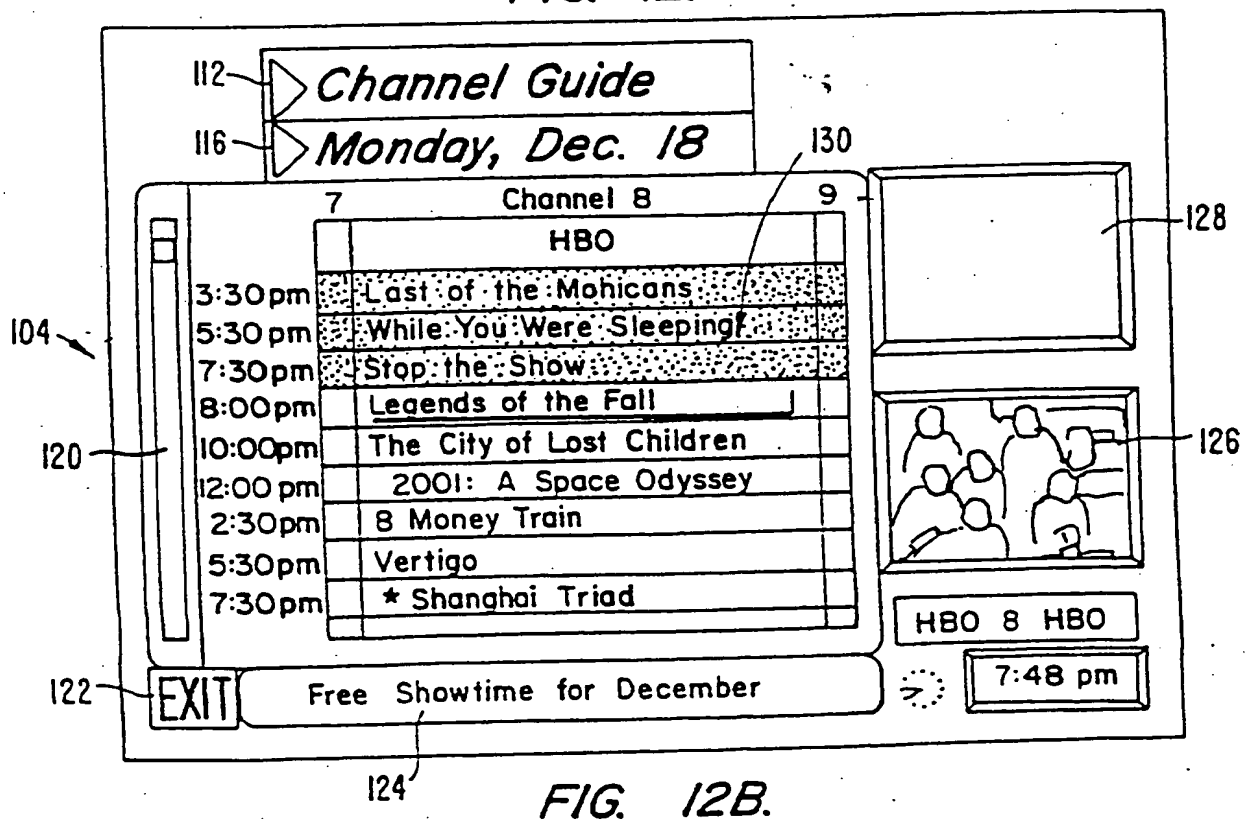 112 Channel Guide
116 Monday, Dec. 18
130
7 Channel 8 9
HBO
128
3:30pm Last of the Mohicans
104
5:30pm While You Were Sleeping
7:30pm Stop the Show
8:00pm Legends of the Fall
120
10:00pm The City of Lost Children
126
12:00 pm 2001: A Space Odyssey
2:30pm 8 Money Train
5:30pm Vertigo
7:30pm * Shanghai Triad
HBO 8 HBO
122 EXIT Free Showtime for December
7:48 pm
124
FIG. 12B.